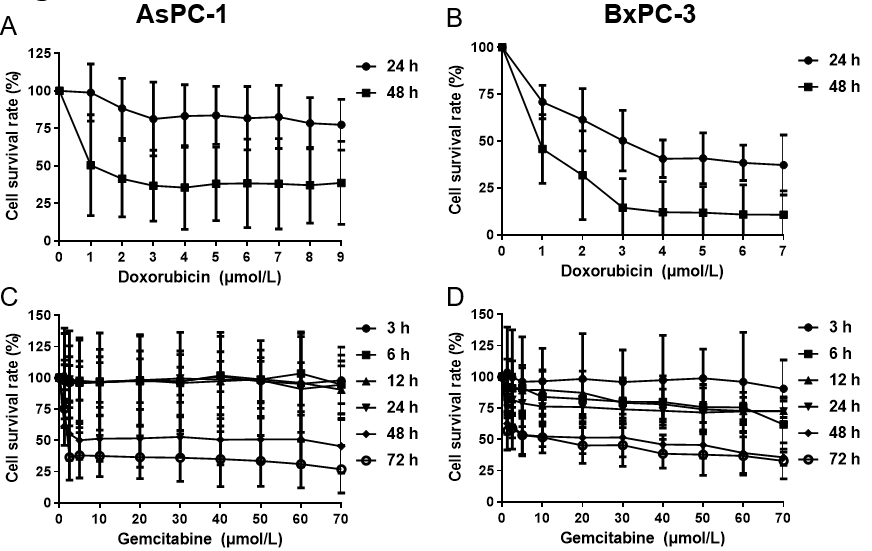 AsPC-1
BxPC-3
A
125
100
75
50
25
0
Cell survival rate (%)
0 1 2 3 4 5 6 7 8 9
Doxorubicin (µmol/L)
24 h
48 h
B
100
75
50
25
0
Cell survival rate (%)
0 1 2 3 4 5 6 7
Doxorubicin (µmol/L)
24 h
48 h
C
150
125
100
75
50
25
0
Cell survival rate (%)
0 10 20 30 40 50 60 70
Gemcitabine (µmol/L)
3 h
6 h
12 h
24 h
48 h
72 h
D
150
125
100
75
50
25
0
Cell survival rate (%)
0 10 20 30 40 50 60 70
Gemcitabine (µmol/L)
3 h
6 h
12 h
24 h
48 h
72 h